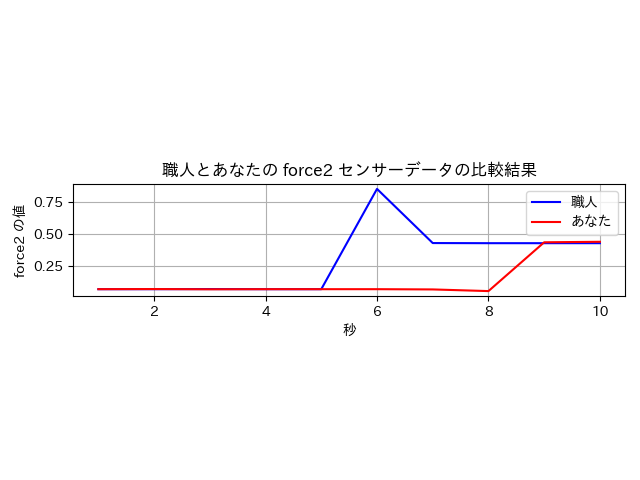 職人とあなたの force2 センサーデータの比較結果
force2 の値
0.75
0.50
0.25
職人
あなた
2
4
6
8
10
秒